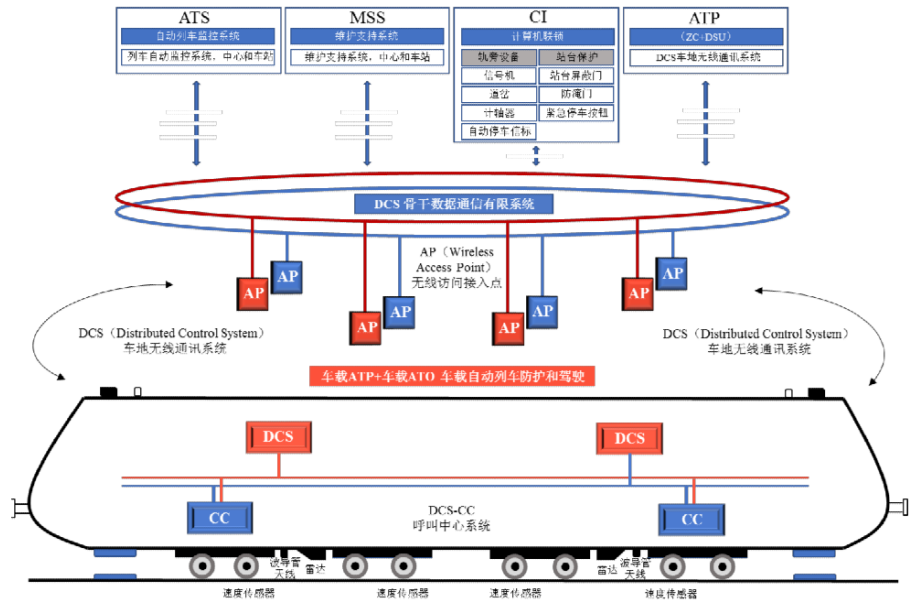 ATS
自动列车监控系统
列车自动监控系统，中心和车站
MSS
维护支持系统
维护支持系统，中心和车站
CI
计算机联锁
轨旁设备 站台保护
信号机 站台屏蔽门
道岔 防淹门
计轴器 紧急停车按钮
自动停车信标
ATP
（ZC+DSU）
DCS车地无线通讯系统
DCS 骨干数据通信有限系统
AP AP AP AP AP AP AP AP
AP（Wireless
Access Point）
无线访问接入点
DCS（Distributed Control System）
车地无线通讯系统
DCS（Distributed Control System）
车地无线通讯系统
车载ATP+车载ATO 车载自动列车防护和驾驶
DCS DCS
CC CC
DCS-CC
呼叫中心系统
波导管
天线
雷达
雷达
波导管
天线
速度传感器 速度传感器 速度传感器 速度传感器